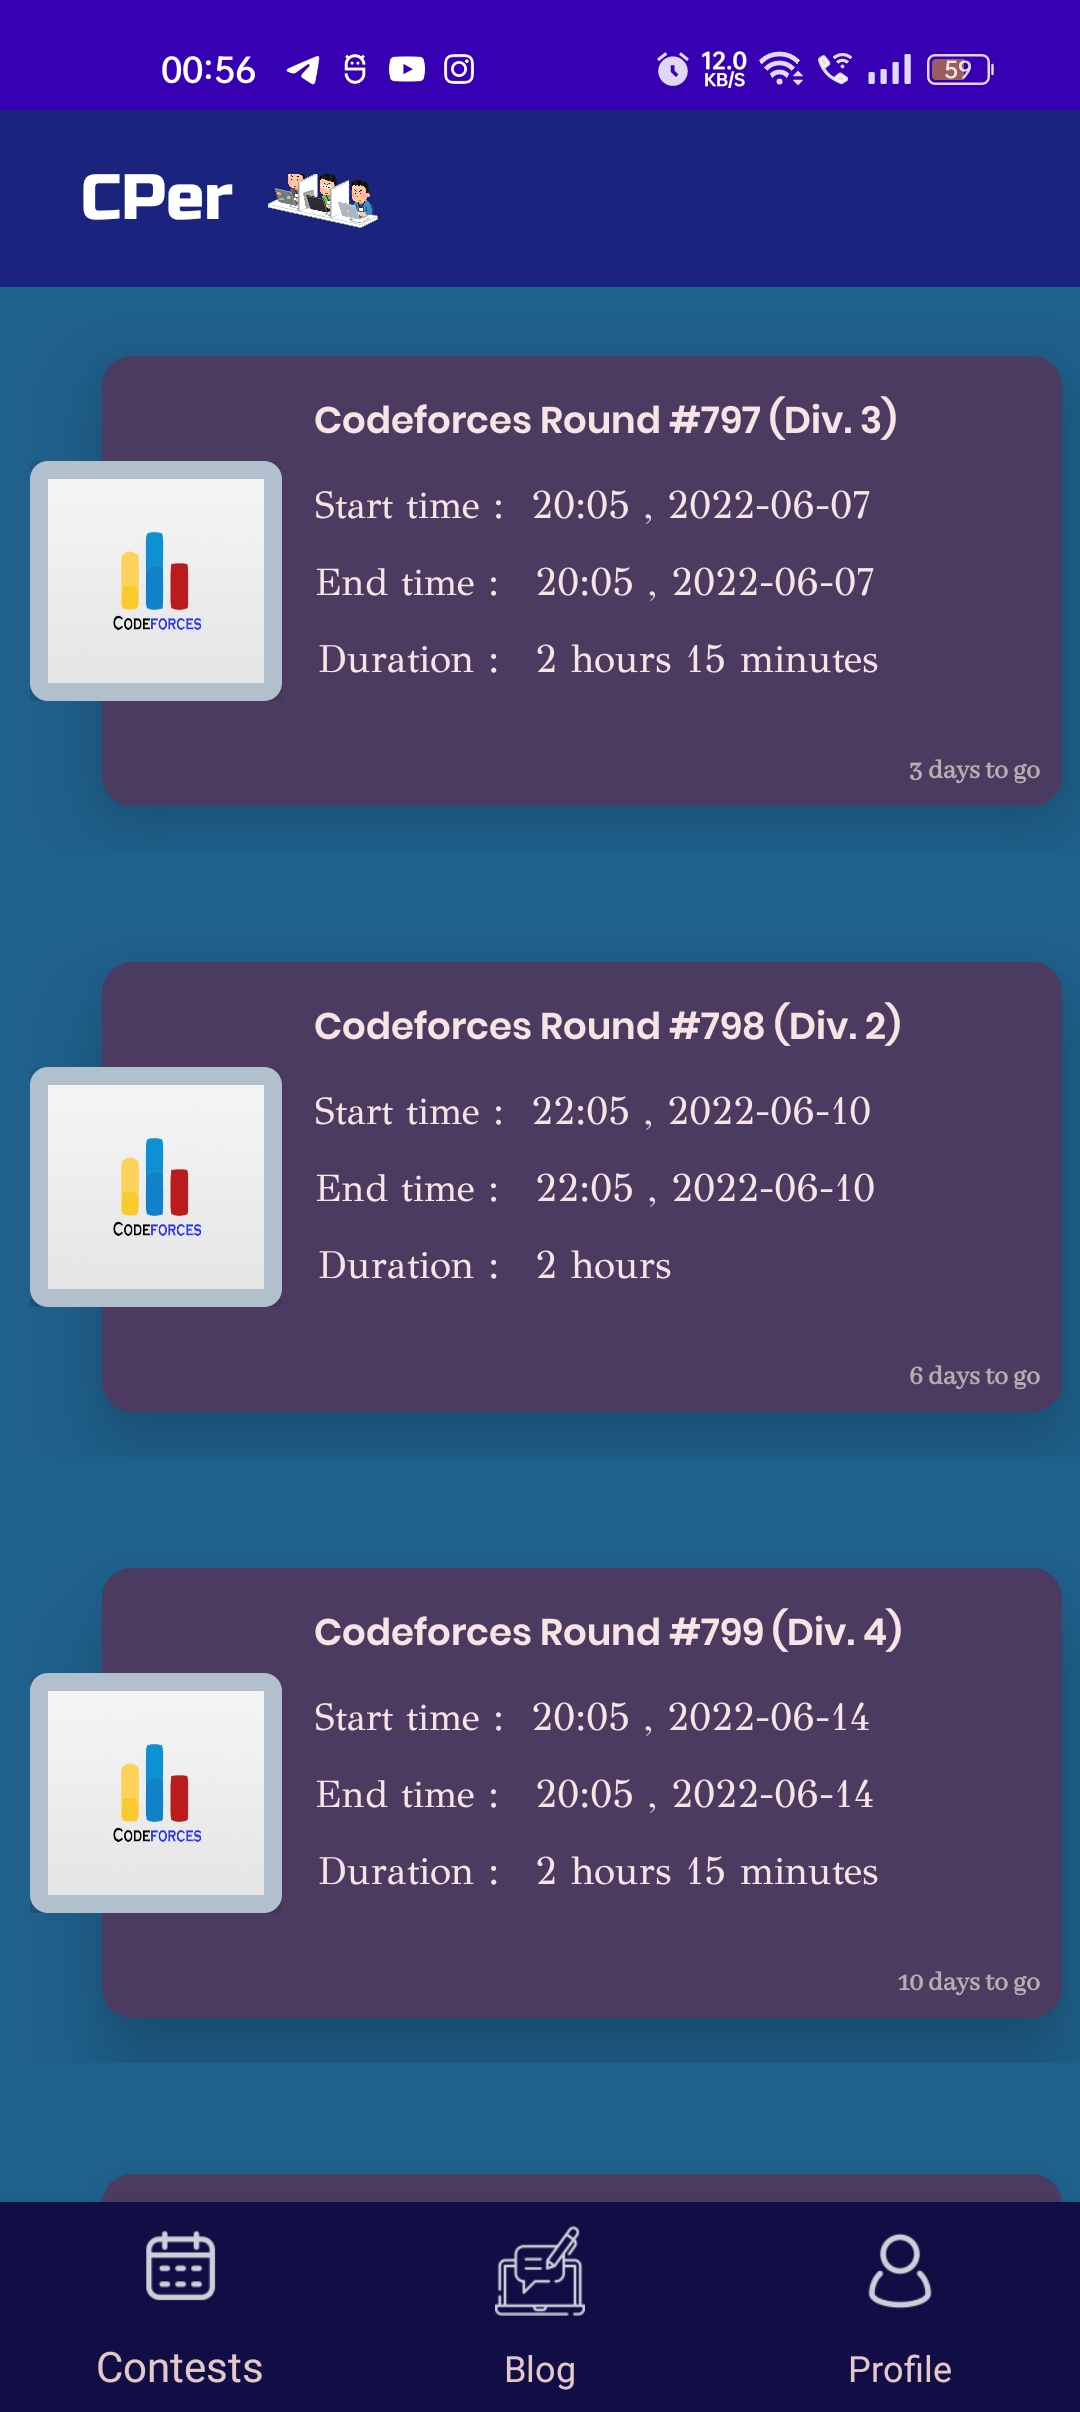 00:56 12.0 KB/S 59
CPer
Codeforces Round #797 (Div. 3)
Start time : 20:05 , 2022-06-07
End time : 20:05 , 2022-06-07
Duration : 2 hours 15 minutes
CODEFORCES
3 days to go
Codeforces Round #798 (Div. 2)
Start time : 22:05 , 2022-06-10
End time : 22:05 , 2022-06-10
Duration : 2 hours
CODEFORCES
6 days to go
Codeforces Round #799 (Div. 4)
Start time : 20:05 , 2022-06-14
End time : 20:05 , 2022-06-14
Duration : 2 hours 15 minutes
CODEFORCES
10 days to go
Contests Blog Profile